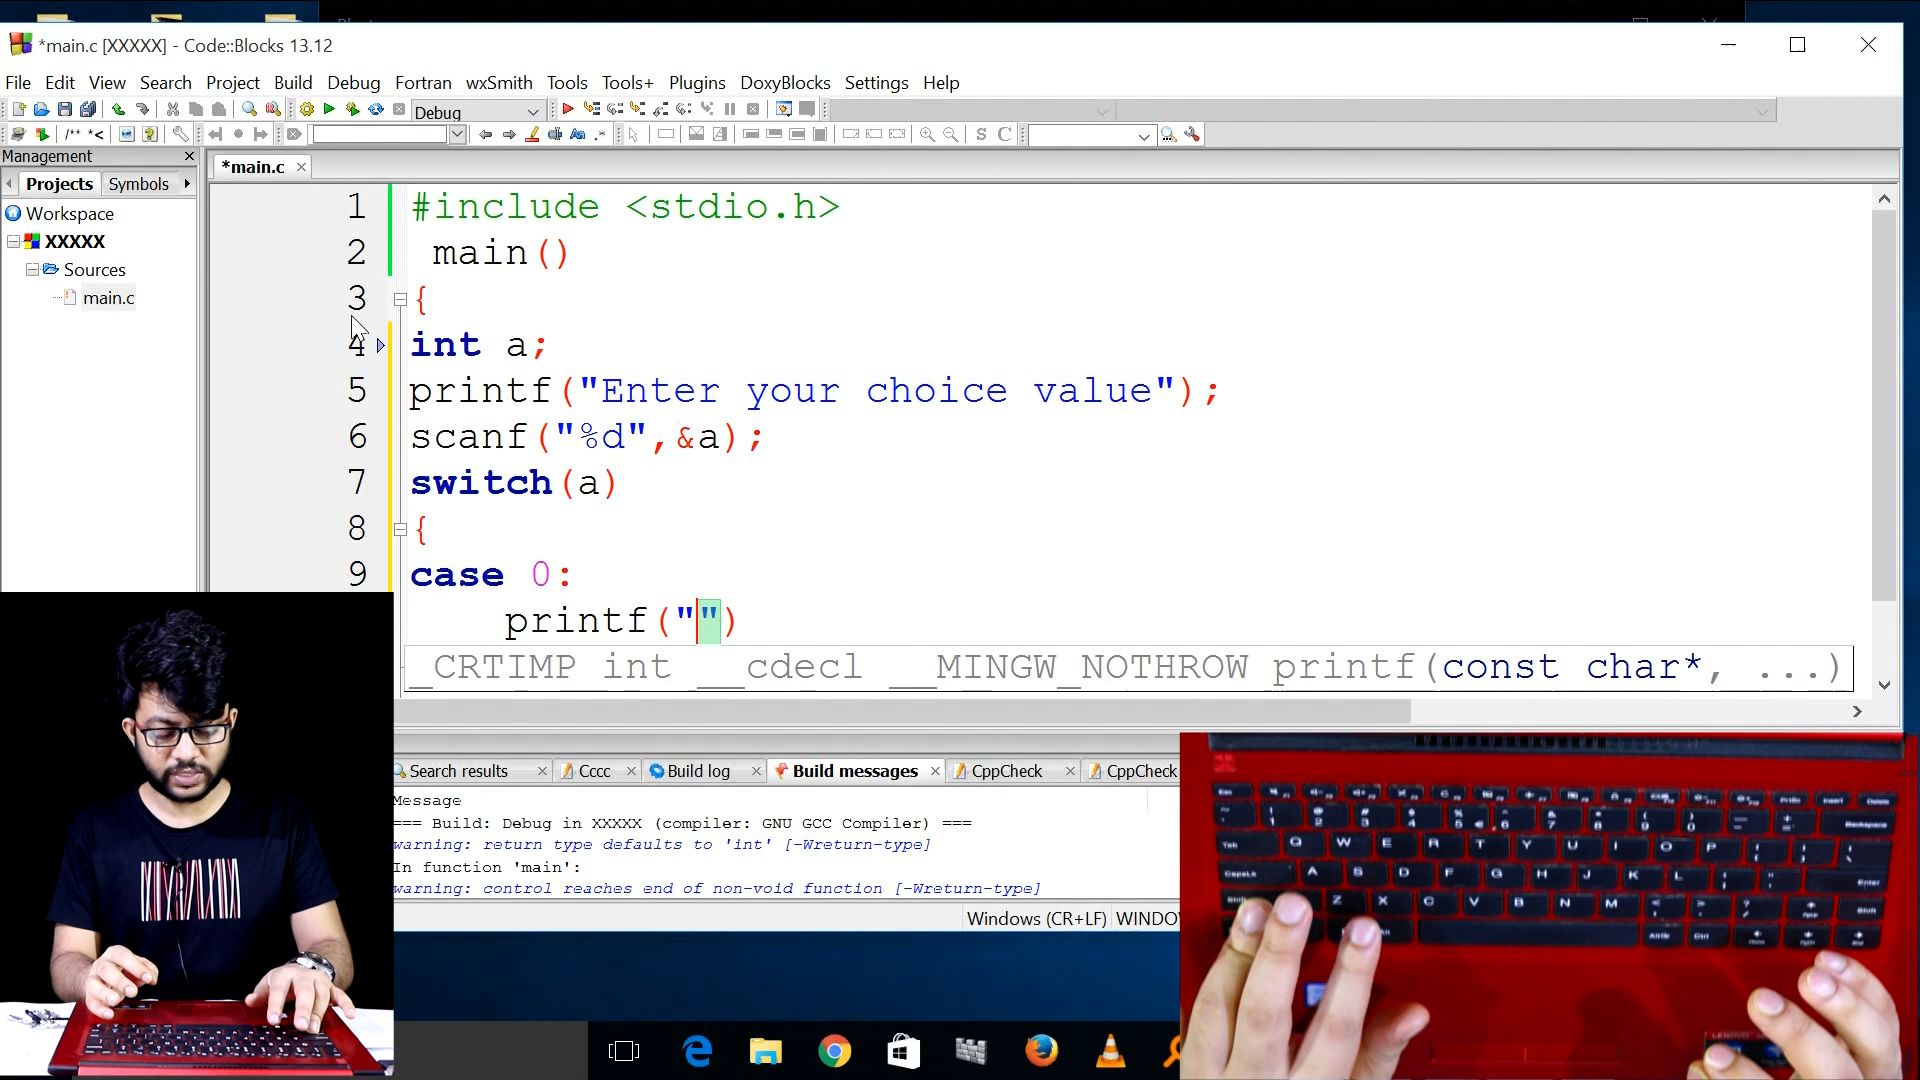 *main.c [XXXXX] - Code::Blocks 13.12
File Edit View Search Project Build Debug Fortran wxSmith Tools Tools+ Plugins DoxyBlocks Settings Help
Debug
/** *<
S C
Management
*main.c
Projects Symbols
Workspace
XXXXX
Sources
main.c
1 #include <stdio.h>
2 main()
3 {
4 int a;
5 printf("Enter your choice value");
6 scanf("%d",&a);
7 switch(a)
8 {
9 case 0:
printf("")
_CRTIMP int __cdecl __MINGW_NOTHROW printf(const char*, ...)
Search results Cccc Build log Build messages CppCheck CppCheck
Message
=== Build: Debug in XXXXX (compiler: GNU GCC Compiler) ===
warning: return type defaults to 'int' [-Wreturn-type]
In function 'main':
warning: control reaches end of non-void function [-Wreturn-type]
Windows (CR+LF) WINDO
Q W E R T Y U I O P
A S D F G H J K L
Z X C V B N M